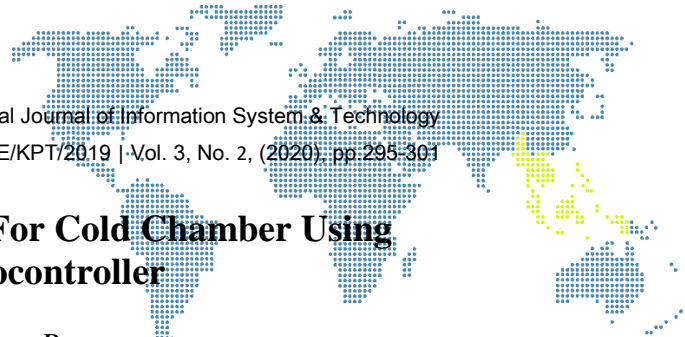 al Journal of Information System & Technology
E/KPT/2019 | Vol. 3, No. 2, (2020), pp.295-301
For Cold Chamber Using
ocontroller